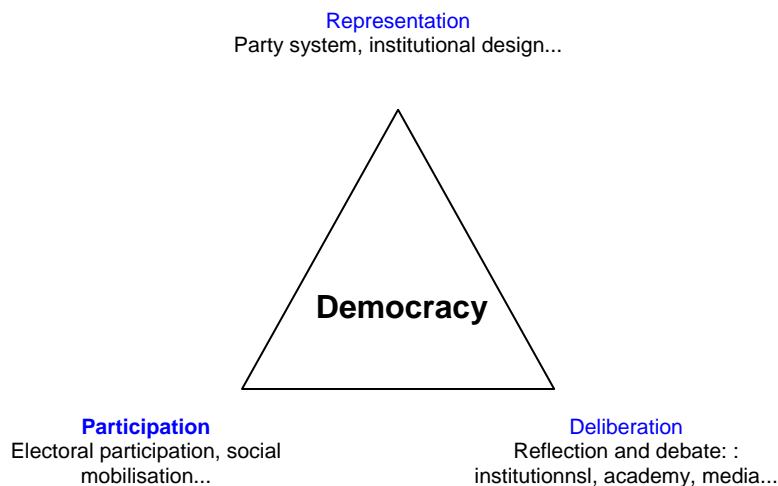 Representation
Party system, institutional design...
Democracy
Participation
Electoral participation, social
mobilisation...
Deliberation
Reflection and debate: :
institutionnsl, academy, media...